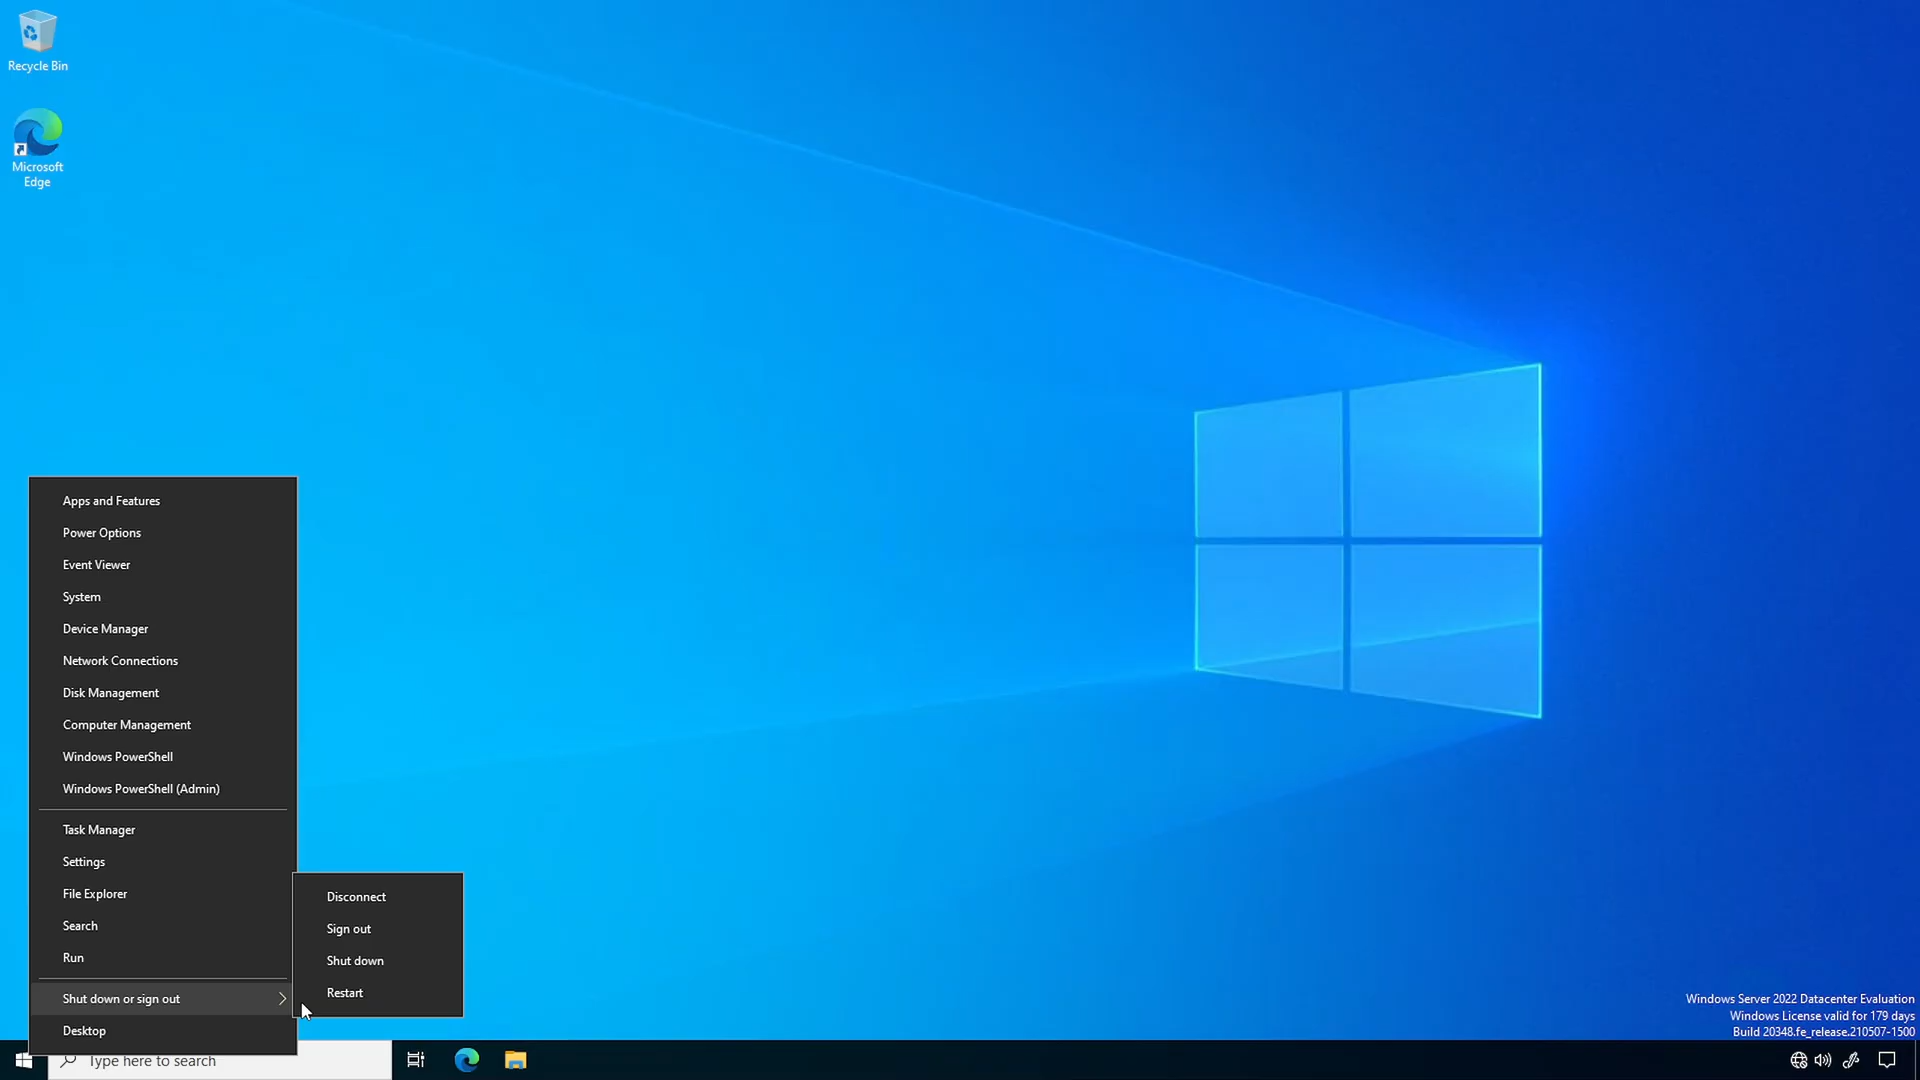 Recycle Bin
Microsoft
Edge
Apps and Features
Power Options
Event Viewer
System
Device Manager
Network Connections
Disk Management
Computer Management
Windows PowerShell
Windows PowerShell (Admin)
Task Manager
Settings
File Explorer
Search
Run
Shut down or sign out
Desktop
Disconnect
Sign out
Shut down
Restart
Type here to search
Windows Server 2022 Datacenter Evaluation
Windows License valid for 179 days
Build 20348.fe_release.210507-1500